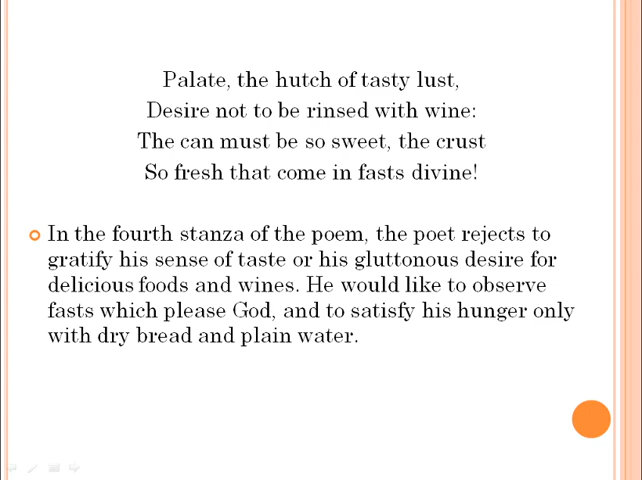 Palate, the hutch of tasty lust,
Desire not to be rinsed with wine:
The can must be so sweet, the crust
So fresh that come in fasts divine!
In the fourth stanza of the poem, the poet rejects to
gratify his sense of taste or his gluttonous desire for
delicious foods and wines. He would like to observe
fasts which please God, and to satisfy his hunger only
with dry bread and plain water.